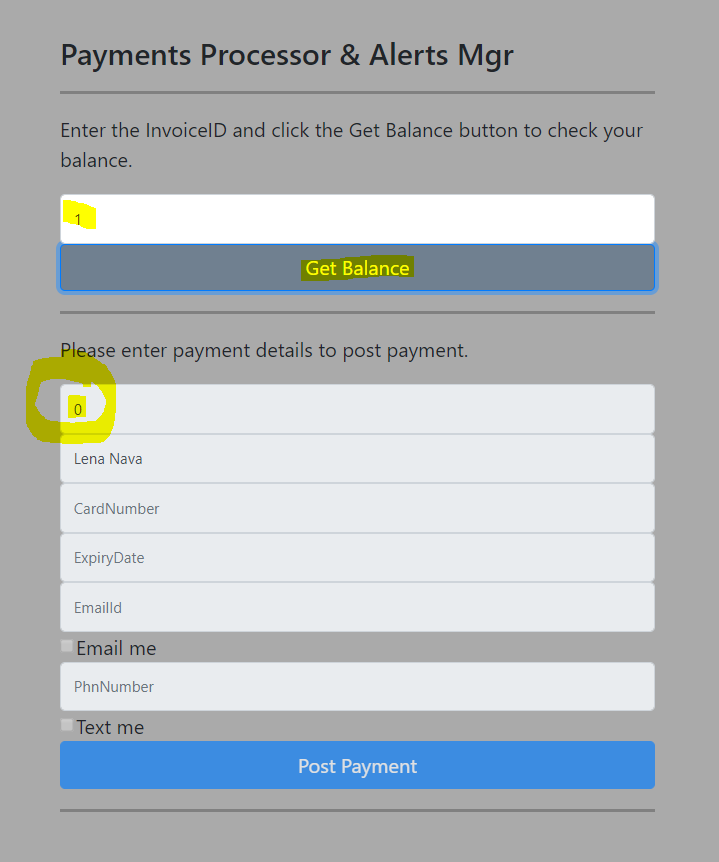 Payments Processor & Alerts Mgr
Enter the InvoiceID and click the Get Balance button to check your
balance.
1
Get Balance
Please enter payment details to post payment.
0
Lena Nava
CardNumber
ExpiryDate
EmailId
Email me
PhnNumber
Text me
Post Payment